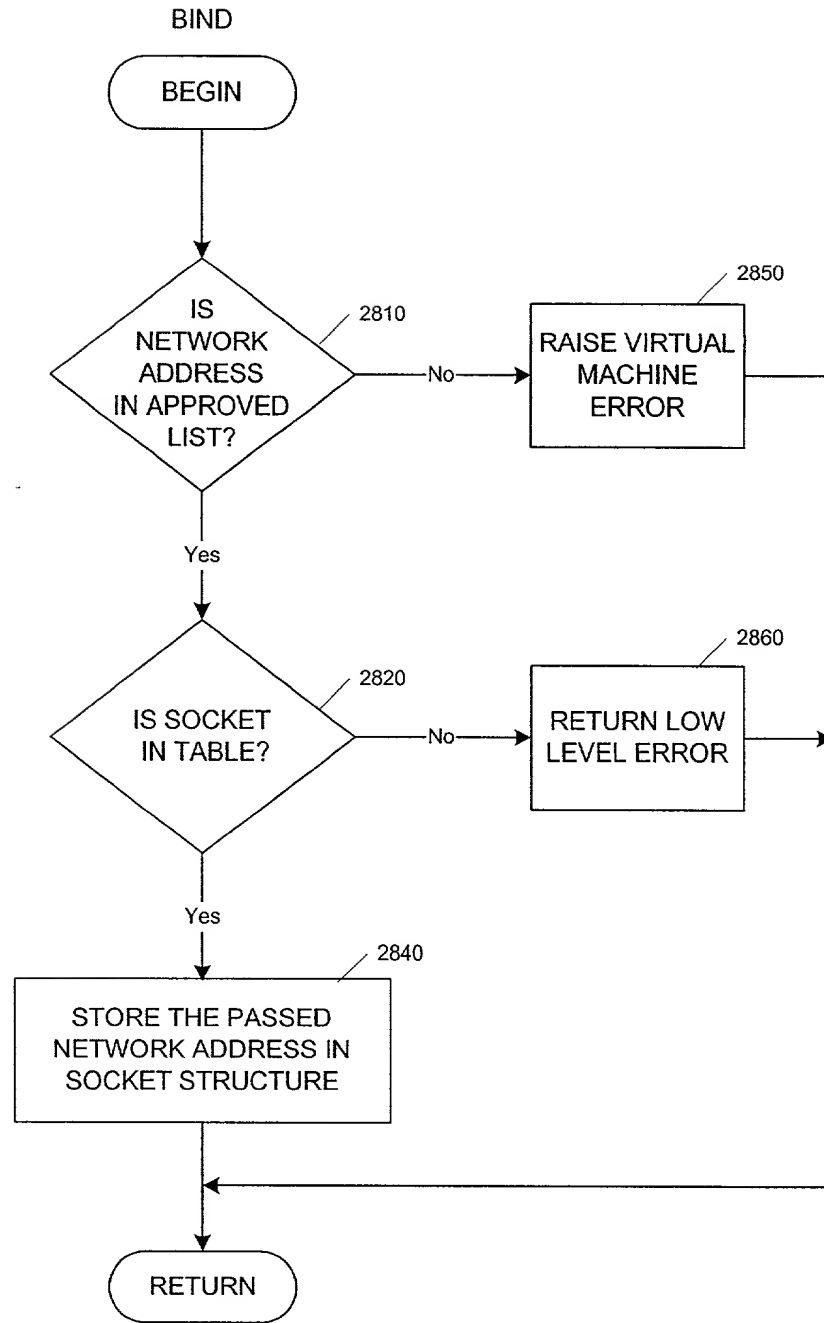 BIND
BEGIN
IS
NETWORK
ADDRESS
IN APPROVED
LIST?
2810
No
2850
RAISE VIRTUAL
MACHINE
ERROR
Yes
IS SOCKET
IN TABLE?
2820
No
2860
RETURN LOW
LEVEL ERROR
Yes
2840
STORE THE PASSED
NETWORK ADDRESS IN
SOCKET STRUCTURE
RETURN